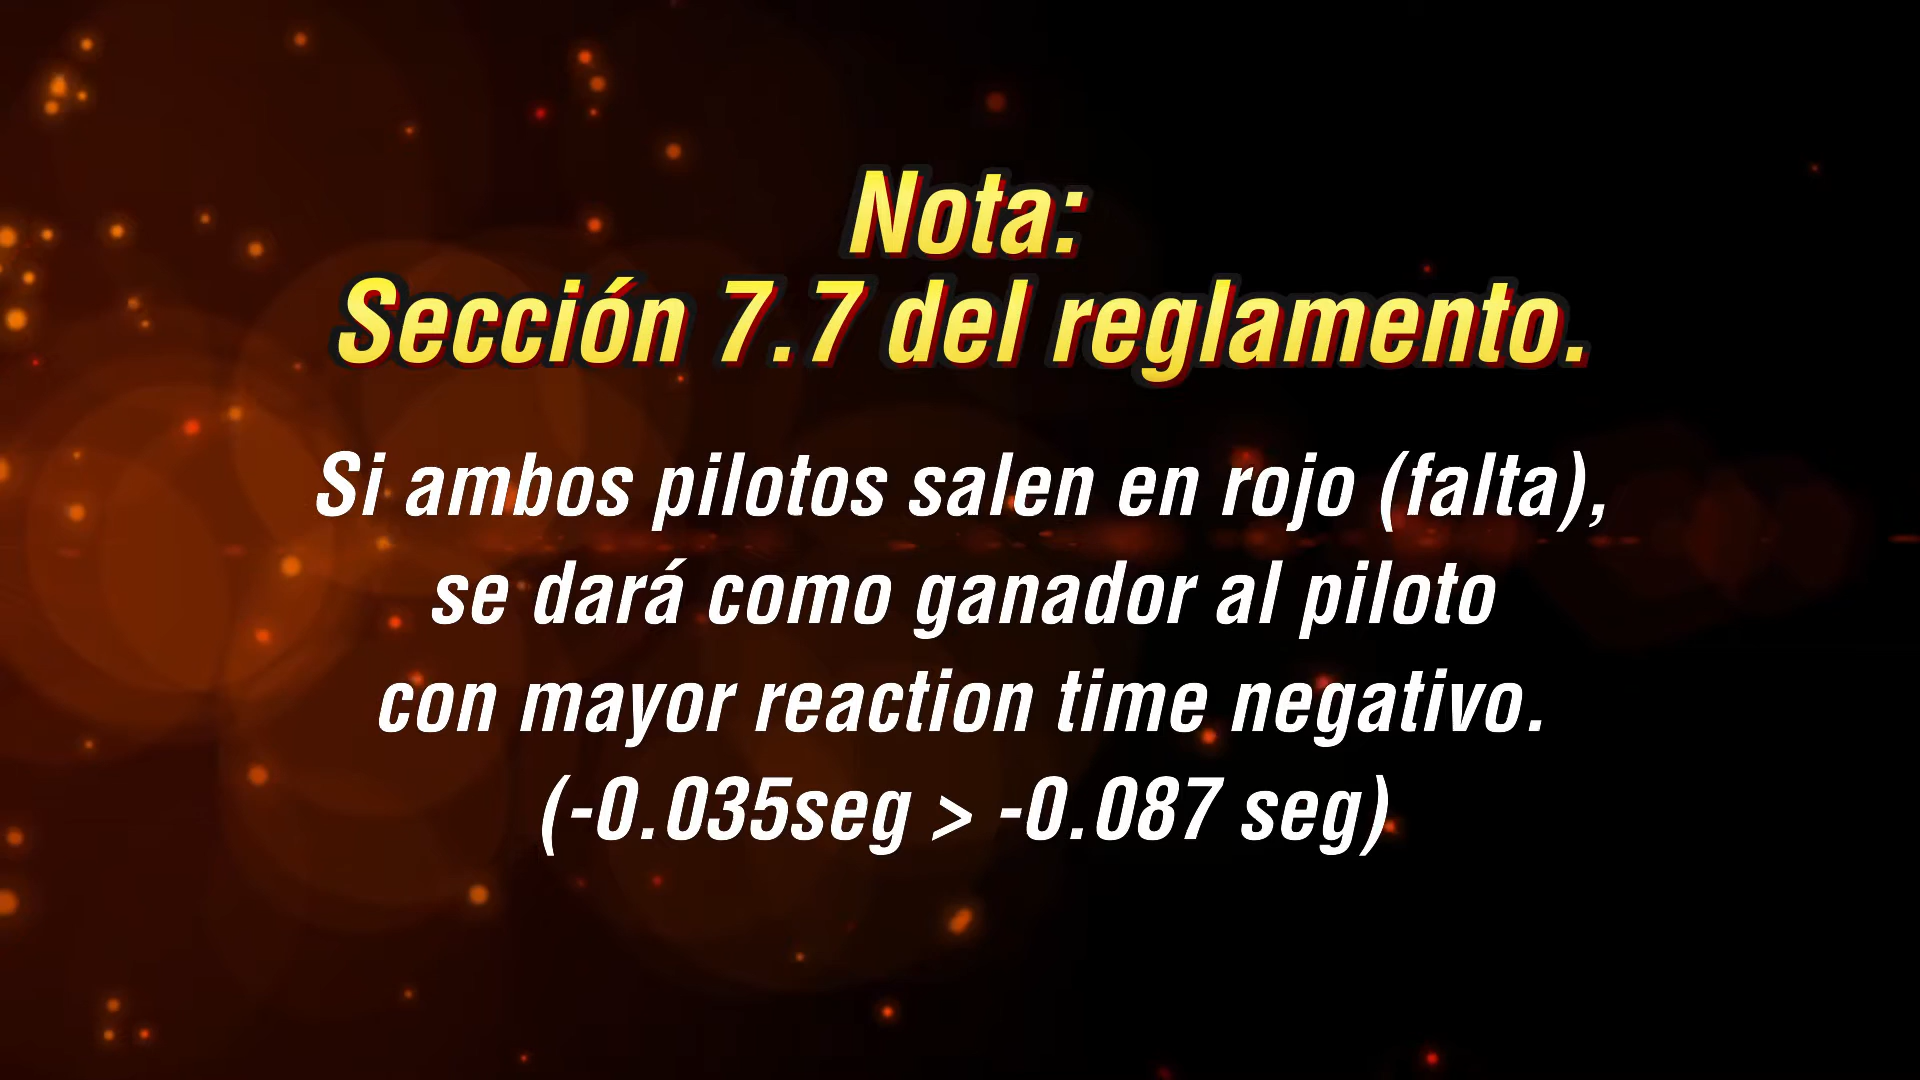 Nota:
Sección 7.7 del reglamento.
Si ambos pilotos salen en rojo (falta),
se dará como ganador al piloto
con mayor reaction time negativo.
(-0.035seg > -0.087 seg)